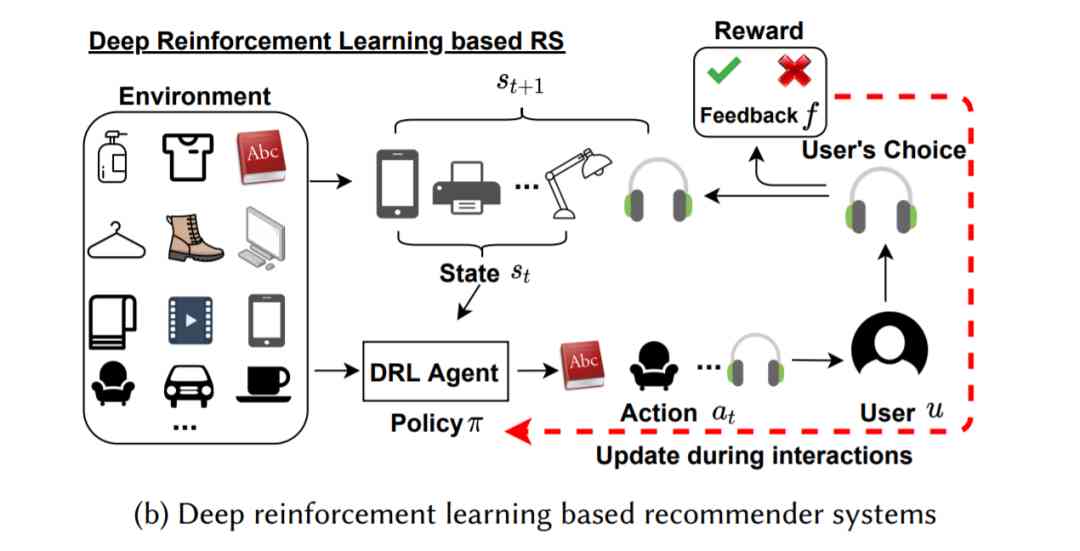 Deep Reinforcement Learning based RS
Reward
Environment
s_{t+1}
Feedback f
Abc
User's Choice
...
State s_t
DRL Agent
Abc
...
Policy π
Action a_t
User u
...
Update during interactions
(b) Deep reinforcement learning based recommender systems